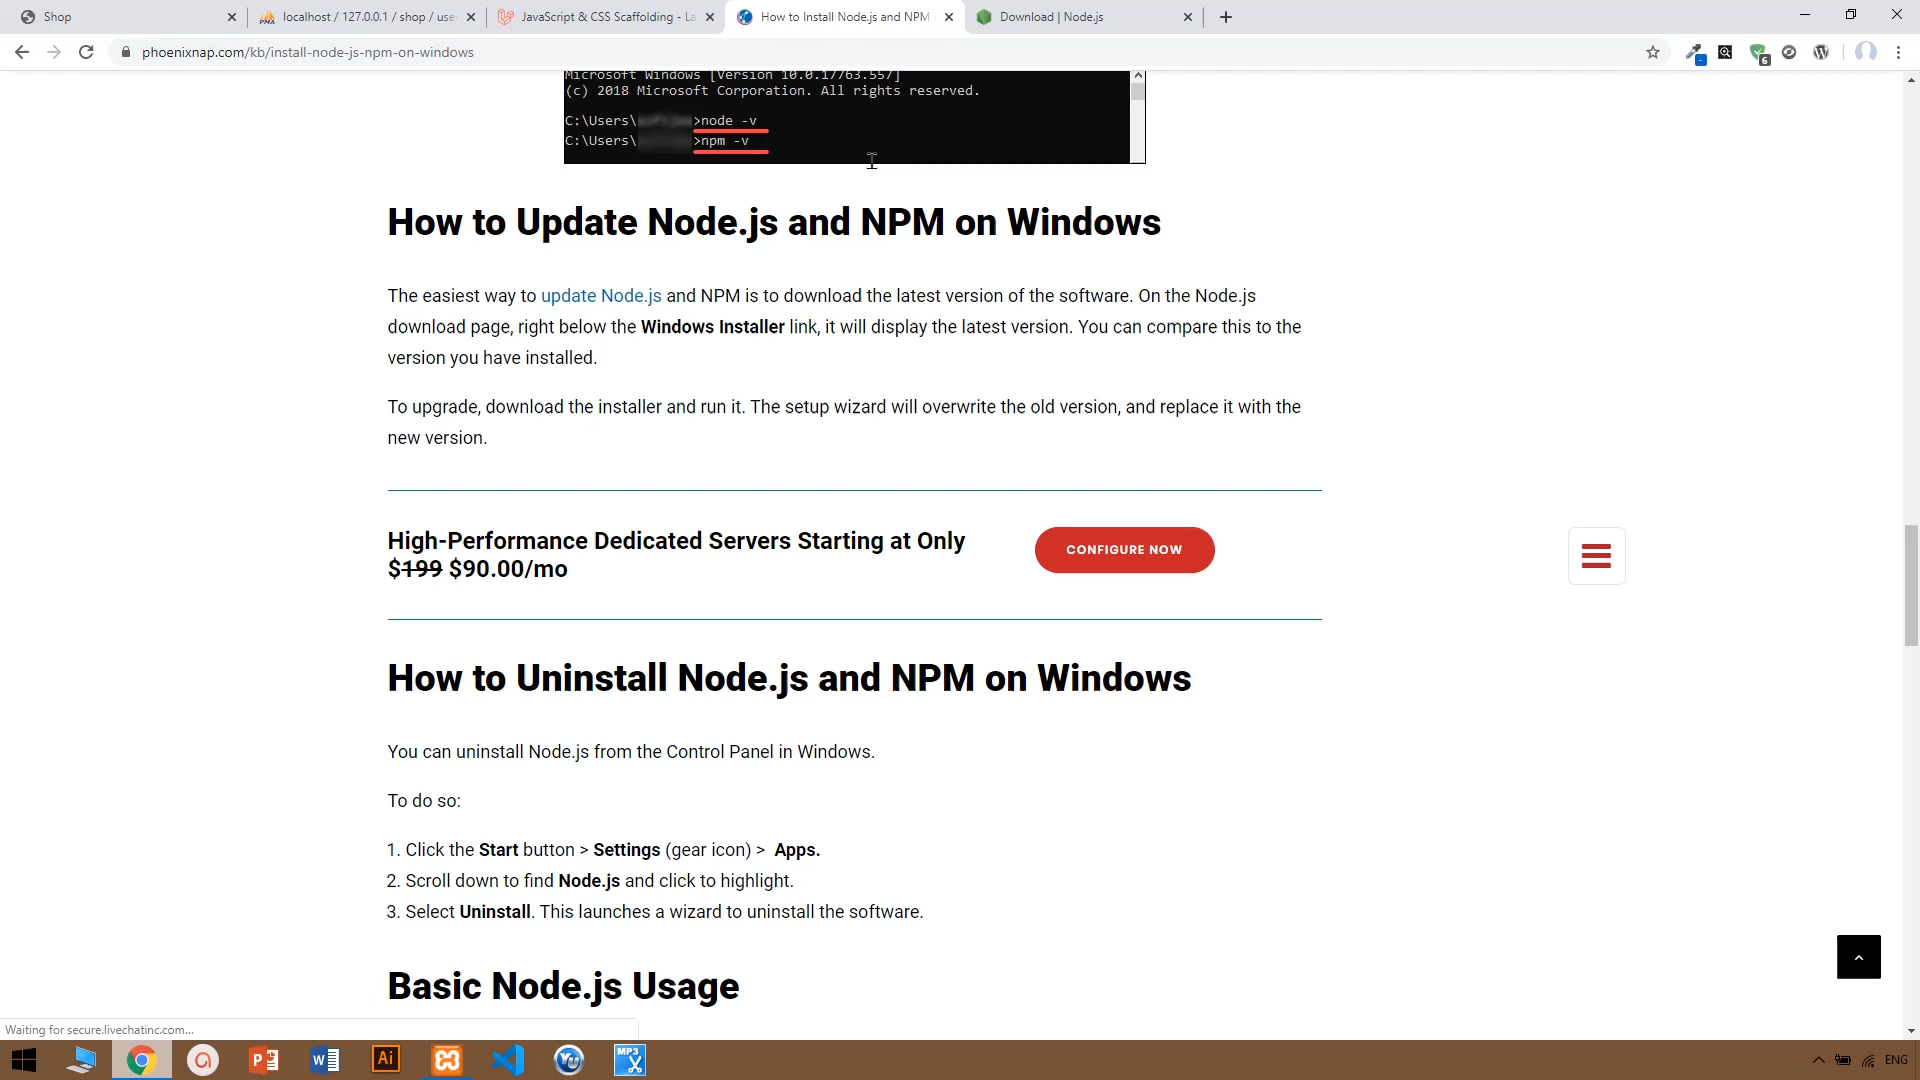 Shop
localhost / 127.0.0.1 / shop / use
JavaScript & CSS Scaffolding - La
How to Install Node.js and NPM
Download | Node.js
phoenixnap.com/kb/install-node-js-npm-on-windows
6
Microsoft Windows [Version 10.0.17763.557]
(c) 2018 Microsoft Corporation. All rights reserved.
C:\Users\ >node -v
C:\Users\ >npm -v
How to Update Node.js and NPM on Windows
The easiest way to update Node.js and NPM is to download the latest version of the software. On the Node.js
download page, right below the Windows Installer link, it will display the latest version. You can compare this to the
version you have installed.
To upgrade, download the installer and run it. The setup wizard will overwrite the old version, and replace it with the
new version.
High-Performance Dedicated Servers Starting at Only
$199 $90.00/mo
CONFIGURE NOW
How to Uninstall Node.js and NPM on Windows
You can uninstall Node.js from the Control Panel in Windows.
To do so:
1. Click the Start button > Settings (gear icon) > Apps.
2. Scroll down to find Node.js and click to highlight.
3. Select Uninstall. This launches a wizard to uninstall the software.
Basic Node.js Usage
Waiting for secure.livechatinc.com...
Ai
MP3
ENG